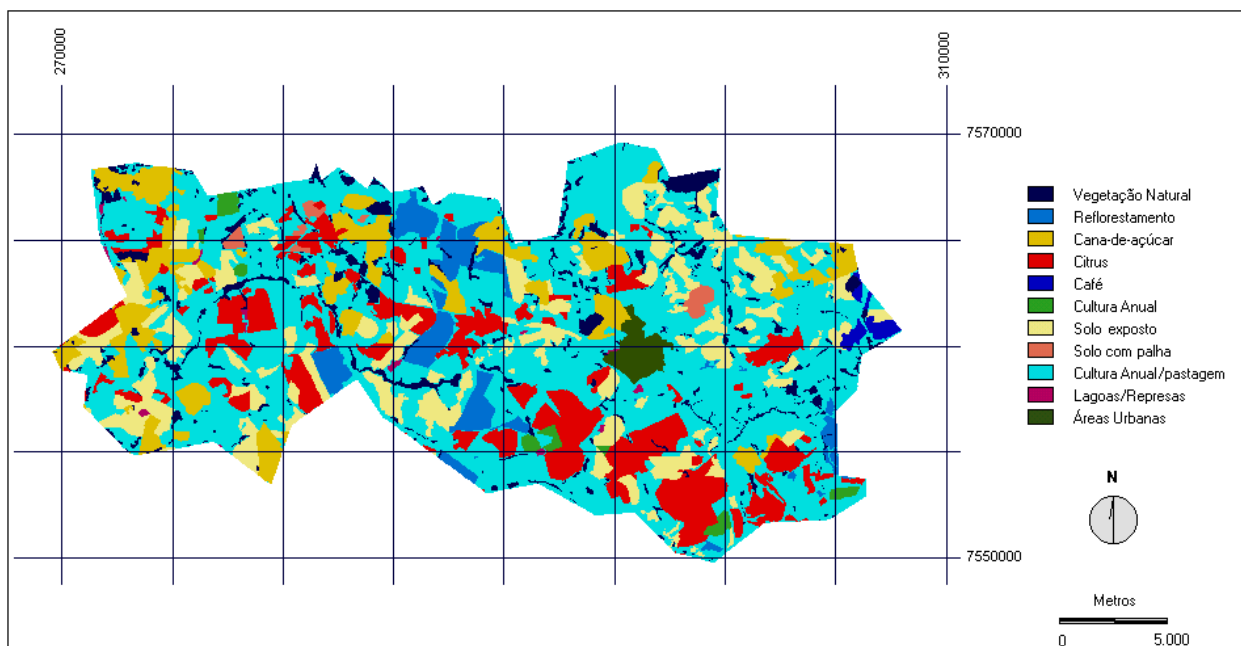 270000
310000
7570000
Vegetação Natural
Reflorestamento
Cana-de-açúcar
Citrus
Café
Cultura Anual
Solo exposto
Solo com palha
Cultura Anual/pastagem
Lagoas/Represas
Áreas Urbanas
N
7550000
Metros
0 5.000